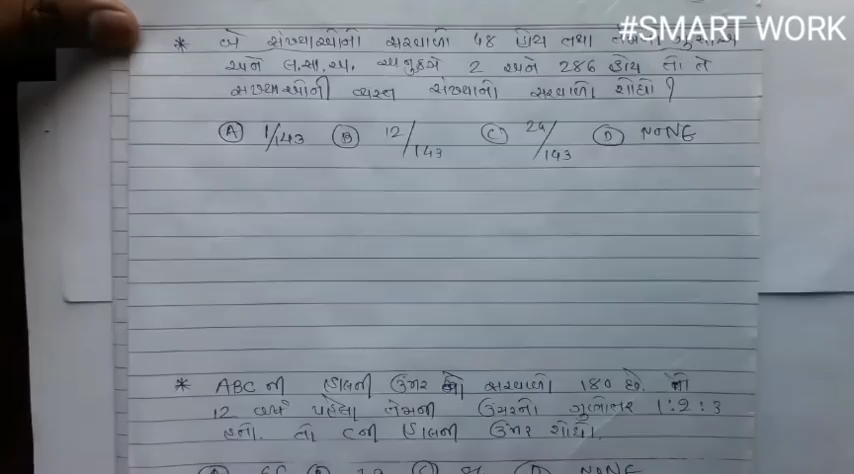 #SMART WORK
* બે સંખ્યાઓની સરવાળો 48 હોય તથા
અને લ.સા.અ. અનુક્રમે 2 અને 286 હોય તો તે
સંખ્યાઓની વ્યસ્ત સંખ્યાનો સરવાળો શોધો?
(A) 1/143 (B) 12/143 (C) 24/143 (D) NONE
* ABC ની હાલની ઉંમર સરવાળો 180 છે.
12 વર્ષ પહેલા તેમની ઉંમરનો ગુણોત્તર 1:2:3
હતો. તો Cની હાલની ઉંમર શોધો.